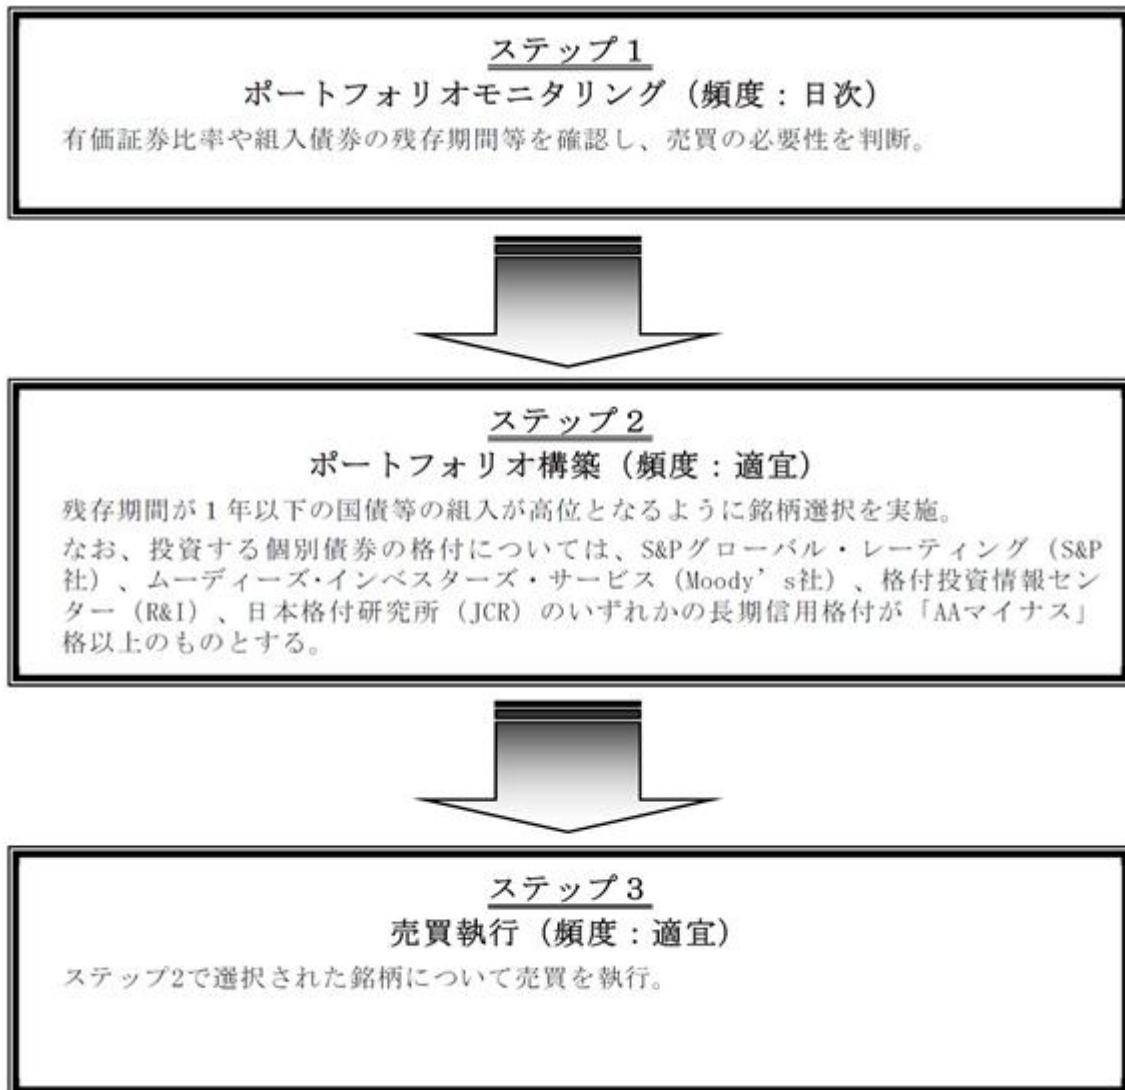 ステップ１
ポートフォリオモニタリング（頻度：日次）
有価証券比率や組入債券の残存期間等を確認し、売買の必要性を判断。
ステップ２
ポートフォリオ構築（頻度：適宜）
残存期間が１年以下の国債等の組入が高位となるように銘柄選択を実施。
なお、投資する個別債券の格付については、S&Pグローバル・レーティング（S&P
社）、ムーディーズ･インベスターズ・サービス（Moody’s社）、格付投資情報セン
ター（R&I）、日本格付研究所（JCR）のいずれかの長期信用格付が「AAマイナス」
格以上のものとする。
ステップ３
売買執行（頻度：適宜）
ステップ2で選択された銘柄について売買を執行。